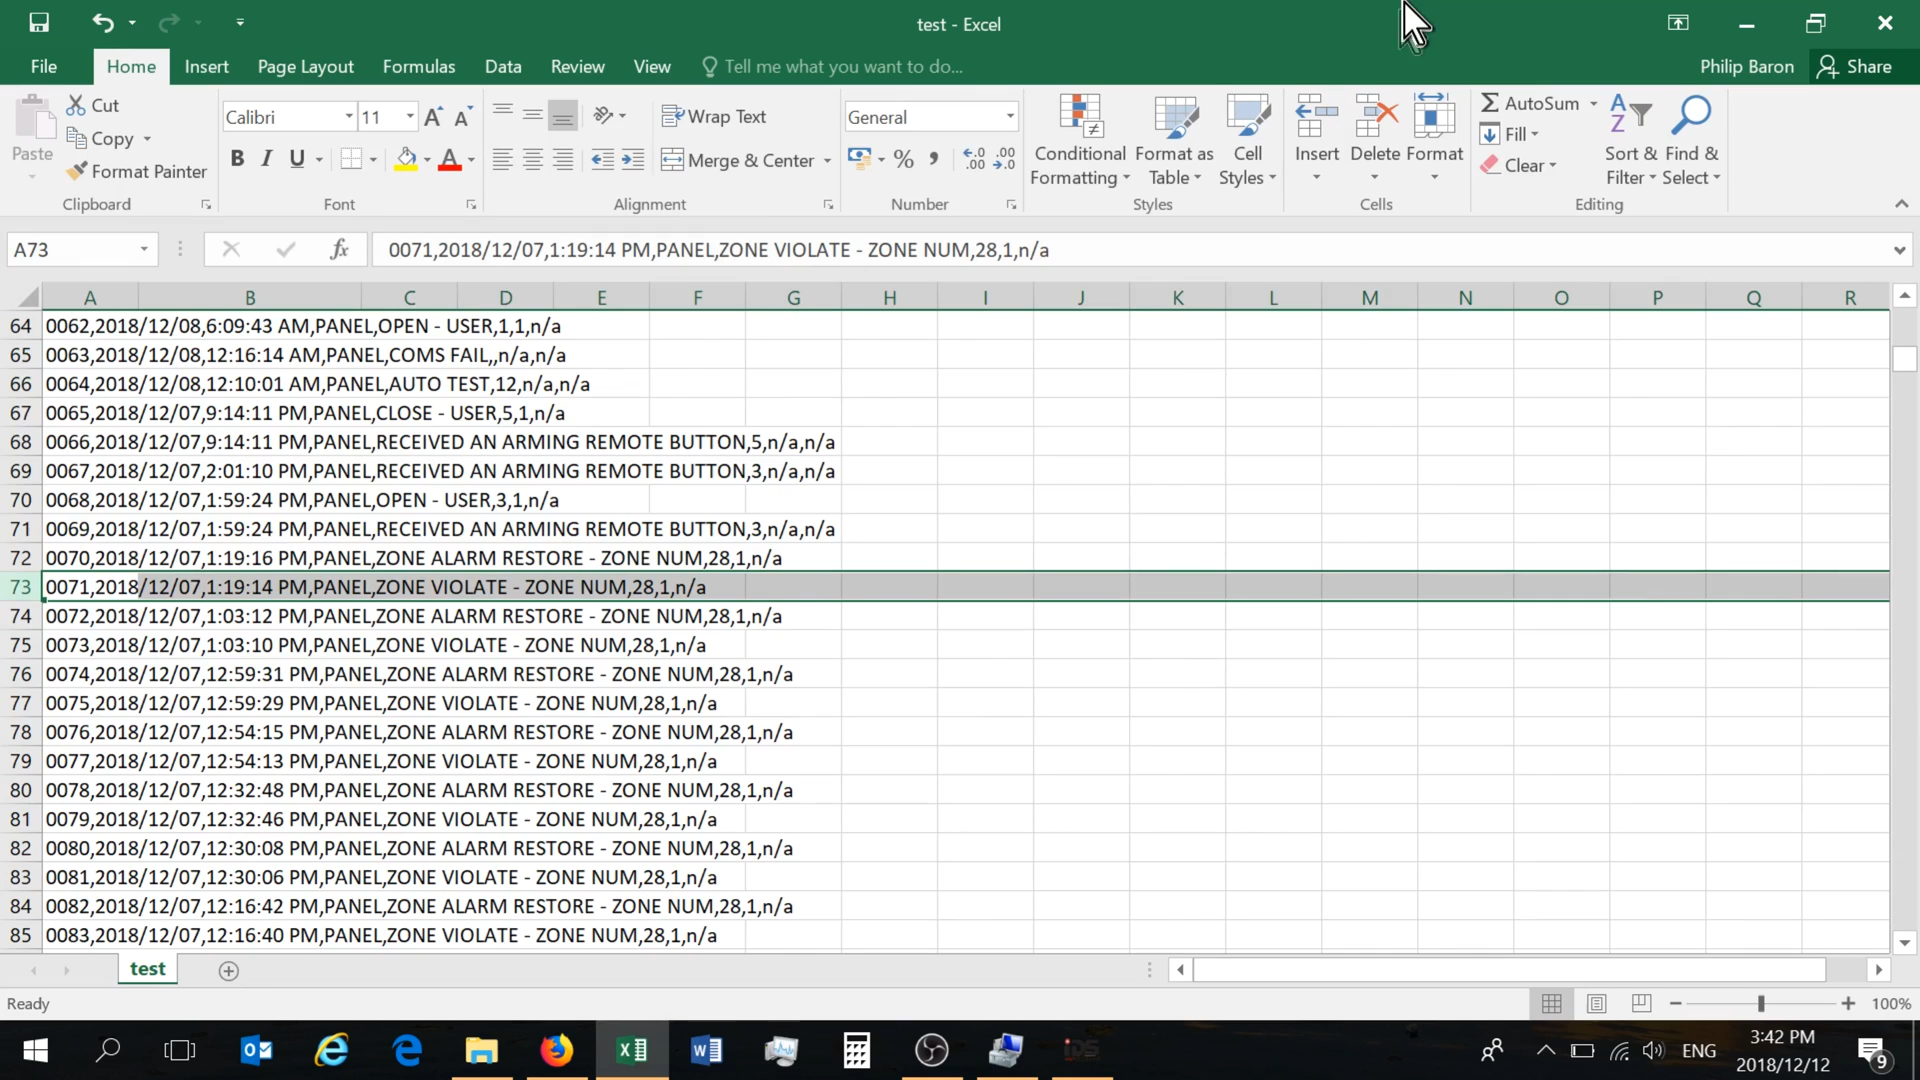 test - Excel
File Home Insert Page Layout Formulas Data Review View Tell me what you want to do... Philip Baron Share
Paste Cut Copy Format Painter Clipboard
Calibri 11 A A B I U A Font
Wrap Text Merge & Center Alignment
General % , .0 .00 .00 .0 Number
Conditional Formatting Format as Table Cell Styles Styles
Insert Delete Format Cells
AutoSum Fill Clear Sort & Filter Find & Select Editing
A73 fx 0071,2018/12/07,1:19:14 PM,PANEL,ZONE VIOLATE - ZONE NUM,28,1,n/a
A B C D E F G H I J K L M N O P Q R
64 0062,2018/12/08,6:09:43 AM,PANEL,OPEN - USER,1,1,n/a
65 0063,2018/12/08,12:16:14 AM,PANEL,COMS FAIL,,n/a,n/a
66 0064,2018/12/08,12:10:01 AM,PANEL,AUTO TEST,12,n/a,n/a
67 0065,2018/12/07,9:14:11 PM,PANEL,CLOSE - USER,5,1,n/a
68 0066,2018/12/07,9:14:11 PM,PANEL,RECEIVED AN ARMING REMOTE BUTTON,5,n/a,n/a
69 0067,2018/12/07,2:01:10 PM,PANEL,RECEIVED AN ARMING REMOTE BUTTON,3,n/a,n/a
70 0068,2018/12/07,1:59:24 PM,PANEL,OPEN - USER,3,1,n/a
71 0069,2018/12/07,1:59:24 PM,PANEL,RECEIVED AN ARMING REMOTE BUTTON,3,n/a,n/a
72 0070,2018/12/07,1:19:16 PM,PANEL,ZONE ALARM RESTORE - ZONE NUM,28,1,n/a
73 0071,2018/12/07,1:19:14 PM,PANEL,ZONE VIOLATE - ZONE NUM,28,1,n/a
74 0072,2018/12/07,1:03:12 PM,PANEL,ZONE ALARM RESTORE - ZONE NUM,28,1,n/a
75 0073,2018/12/07,1:03:10 PM,PANEL,ZONE VIOLATE - ZONE NUM,28,1,n/a
76 0074,2018/12/07,12:59:31 PM,PANEL,ZONE ALARM RESTORE - ZONE NUM,28,1,n/a
77 0075,2018/12/07,12:59:29 PM,PANEL,ZONE VIOLATE - ZONE NUM,28,1,n/a
78 0076,2018/12/07,12:54:15 PM,PANEL,ZONE ALARM RESTORE - ZONE NUM,28,1,n/a
79 0077,2018/12/07,12:54:13 PM,PANEL,ZONE VIOLATE - ZONE NUM,28,1,n/a
80 0078,2018/12/07,12:32:48 PM,PANEL,ZONE ALARM RESTORE - ZONE NUM,28,1,n/a
81 0079,2018/12/07,12:32:46 PM,PANEL,ZONE VIOLATE - ZONE NUM,28,1,n/a
82 0080,2018/12/07,12:30:08 PM,PANEL,ZONE ALARM RESTORE - ZONE NUM,28,1,n/a
83 0081,2018/12/07,12:30:06 PM,PANEL,ZONE VIOLATE - ZONE NUM,28,1,n/a
84 0082,2018/12/07,12:16:42 PM,PANEL,ZONE ALARM RESTORE - ZONE NUM,28,1,n/a
85 0083,2018/12/07,12:16:40 PM,PANEL,ZONE VIOLATE - ZONE NUM,28,1,n/a
test
Ready 100%
IDS ENG 3:42 PM 9
2018/12/12